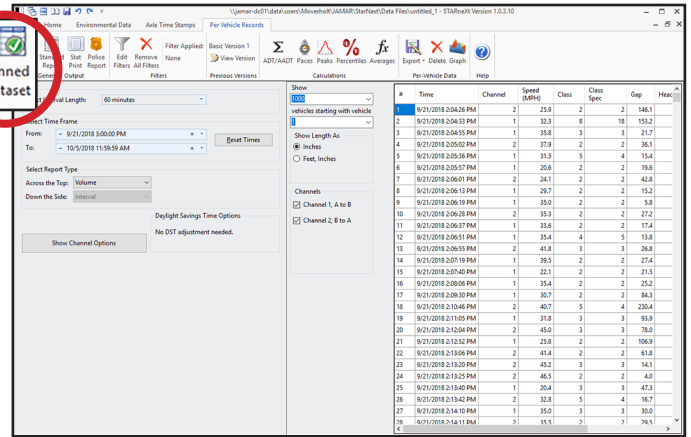 \\jamar-dc01\data\users\Moverholt\JAMAR\StarNext\Data Files\untitled_1 - STARneXt Version 1.0.3.10
Home Environmental Data Axle Time Stamps Per Vehicle Records
nned
taset
Standard Report Stat Print Police Report Edit Filters Remove All Filters Filter Applied: None Basic Version 1 View Version ADT/AADT Paces Peaks Percentiles Averages Export Delete Graph
Output Filters Previous Versions Calculations Per-Vehicle Data Help
Interval Length: 60 minutes
Select Time Frame
From: - 9/21/2018 3:00:00 PM + Reset Times
To: - 10/5/2018 11:59:59 AM +
Select Report Type
Across the Top: Volume
Down the Side: Interval
Daylight Savings Time Options
No DST adjustment needed.
Show Channel Options
Show
1000
vehicles starting with vehicle
1
Show Length As
Inches
Feet, Inches
Channels
Channel 1, A to B
Channel 2, B to A
# Time Channel Speed (MPH) Class Class Spec Gap Heac
1 9/21/2018 2:04:26 PM 2 25.9 2 2 146.1
2 9/21/2018 2:04:33 PM 1 32.3 8 18 153.2
3 9/21/2018 2:04:55 PM 1 35.8 3 3 21.7
4 9/21/2018 2:05:02 PM 2 37.9 2 2 36.1
5 9/21/2018 2:05:36 PM 1 31.5 5 4 15.4
6 9/21/2018 2:05:57 PM 1 20.6 2 2 19.6
7 9/21/2018 2:06:01 PM 2 24.1 2 2 42.8
8 9/21/2018 2:06:13 PM 1 29.7 2 2 15.2
9 9/21/2018 2:06:19 PM 1 35.0 2 2 5.8
10 9/21/2018 2:06:28 PM 2 35.3 2 2 27.2
11 9/21/2018 2:06:37 PM 1 33.6 2 2 17.4
12 9/21/2018 2:06:51 PM 1 35.4 4 5 13.8
13 9/21/2018 2:06:55 PM 2 41.8 3 3 26.8
14 9/21/2018 2:07:19 PM 1 39.5 2 2 27.4
15 9/21/2018 2:07:40 PM 1 22.1 2 2 21.5
16 9/21/2018 2:08:06 PM 1 35.4 2 2 25.2
17 9/21/2018 2:09:30 PM 1 30.7 2 2 84.3
18 9/21/2018 2:10:46 PM 2 40.7 5 4 230.4
19 9/21/2018 2:11:05 PM 1 31.8 3 3 93.9
20 9/21/2018 2:12:04 PM 2 45.0 3 3 78.0
21 9/21/2018 2:12:52 PM 1 25.8 2 2 106.9
22 9/21/2018 2:13:06 PM 2 41.4 2 2 61.8
23 9/21/2018 2:13:20 PM 2 45.2 3 3 14.1
24 9/21/2018 2:13:25 PM 2 46.5 2 2 4.0
25 9/21/2018 2:13:40 PM 1 20.4 3 3 47.3
26 9/21/2018 2:13:42 PM 2 32.8 5 4 16.7
27 9/21/2018 2:14:10 PM 1 35.0 3 3 30.0
28 9/21/2018 2:14:11 PM 2 35.5 2 2 29.5